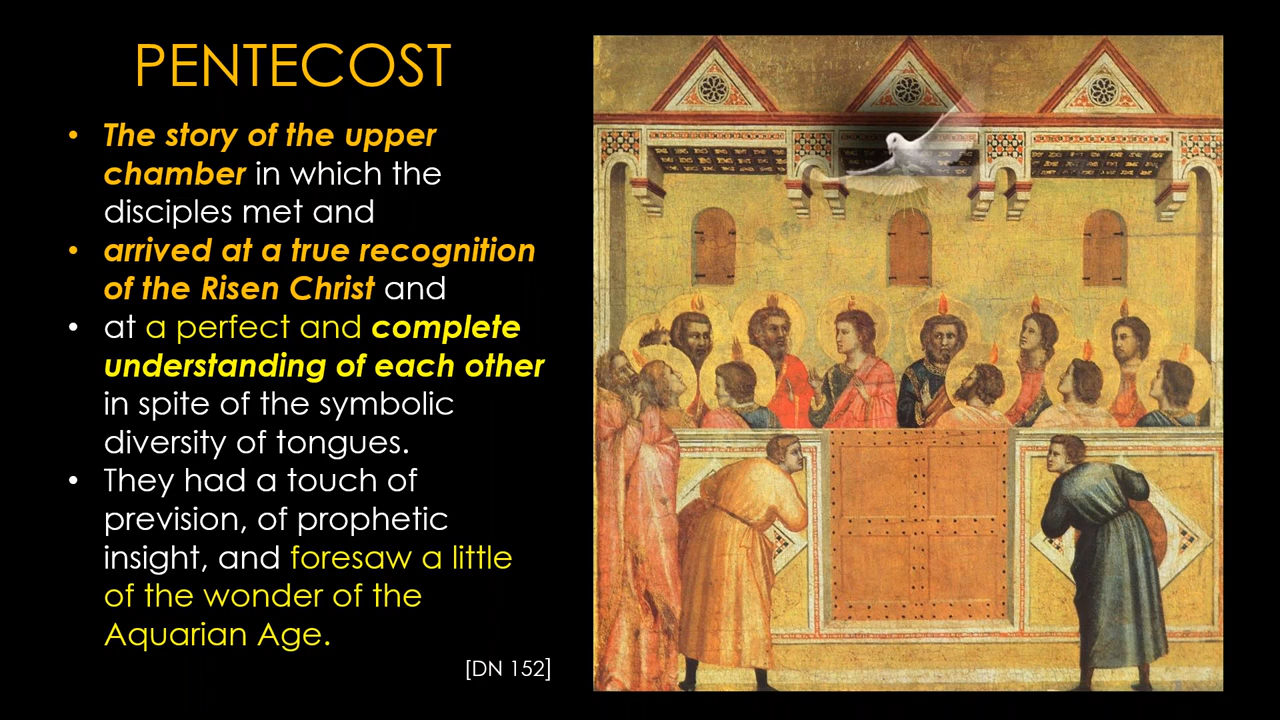 PENTECOST
• The story of the upper
chamber in which the
disciples met and
• arrived at a true recognition
of the Risen Christ and
• at a perfect and complete
understanding of each other
in spite of the symbolic
diversity of tongues.
• They had a touch of
prevision, of prophetic
insight, and foresaw a little
of the wonder of the
Aquarian Age.
[DN 152]